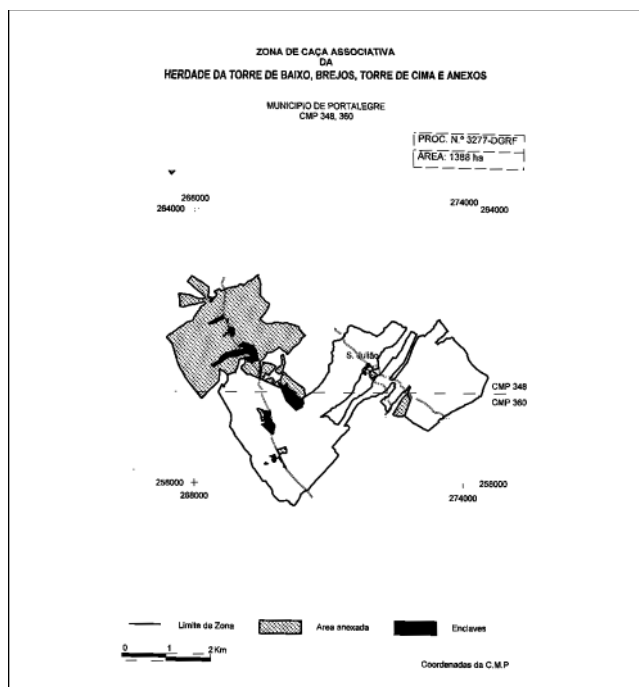 ZONA DE CAÇA ASSOCIATIVA
DA
HERDADE DA TORRE DE BAIXO, BREJOS, TORRE DE CIMA E ANEXOS
MUNICIPIO DE PORTALEGRE
CMP 348, 360
PROC. N.º 3277-DGRF
ÁREA: 1388 ha
268000
264000
274000
264000
S. Julião
CMP 348
CMP 360
258000
268000
258000
274000
Limite da Zona
Area anexada
Enclaves
0 1 2 Km
Coordenadas da C.M.P